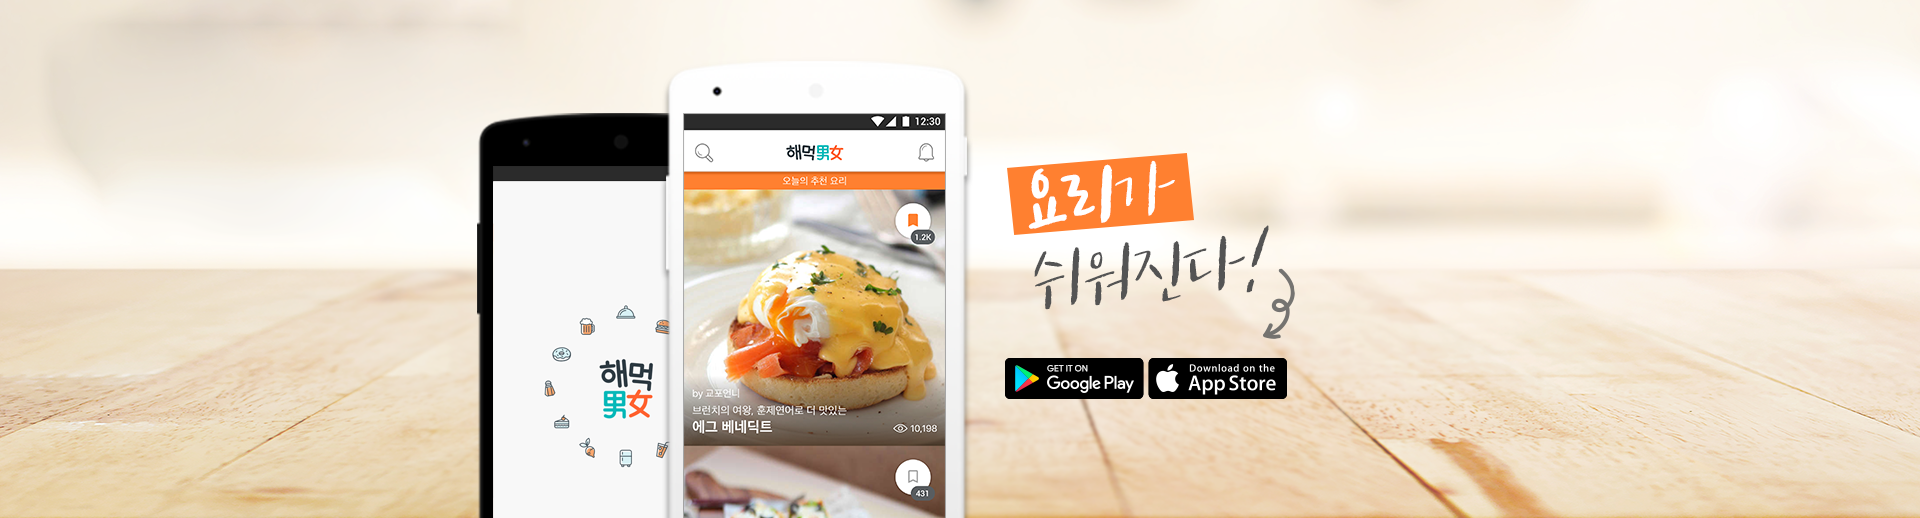 해먹
男女
12:30
해먹男女
오늘의 추천 요리
1.2K
by 교포언니
브런치의 여왕, 훈제연어로 더 맛있는
에그 베네딕트
10,198
431
요리가
쉬워진다!
GET IT ON
Google Play
Download on the
App Store